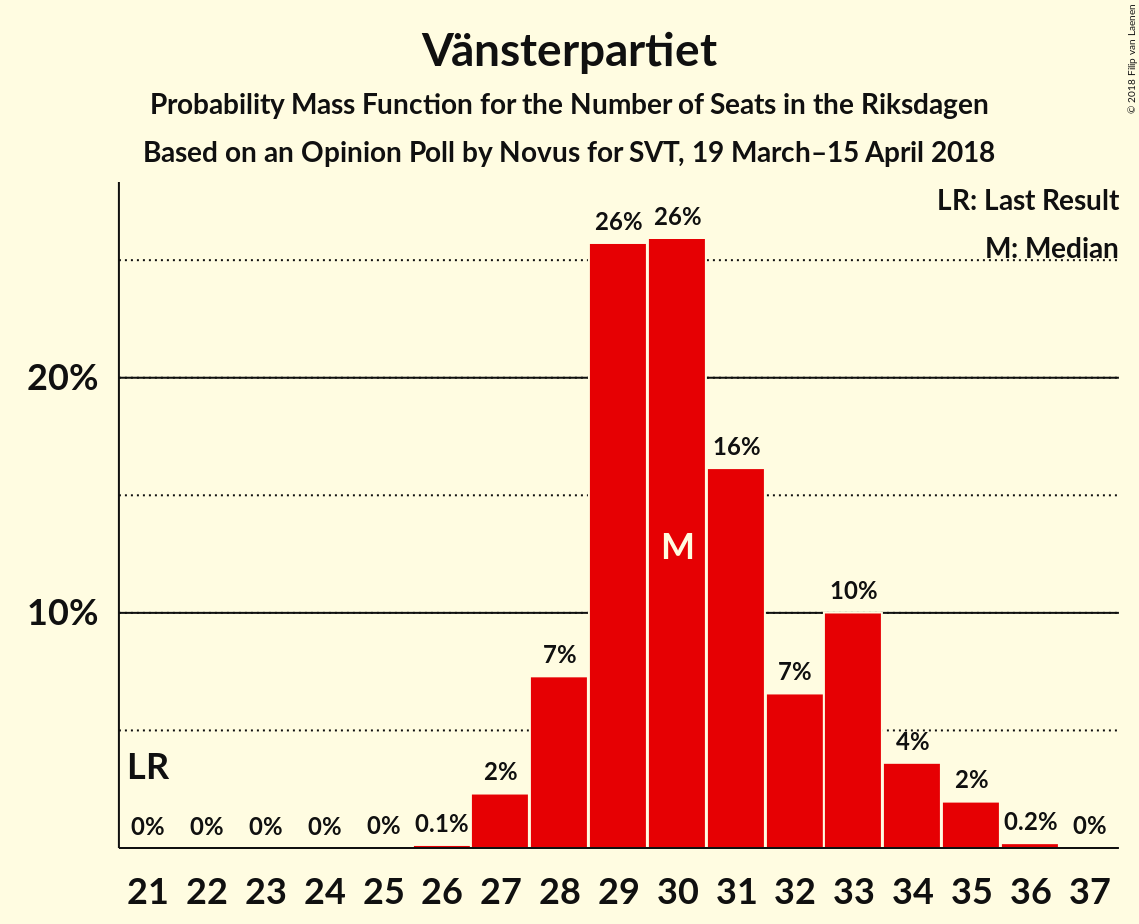 Vänsterpartiet
Probability Mass Function for the Number of Seats in the Riksdagen
Based on an Opinion Poll by Novus for SVT, 19 March–15 April 2018
© 2018 Filip van Laenen
LR: Last Result
M: Median
26% 26%
20%
16%
M
10%
10%
7% 7%
4%
LR
2% 2%
0% 0% 0% 0% 0% 0.1% 0.2% 0%
21 22 23 24 25 26 27 28 29 30 31 32 33 34 35 36 37